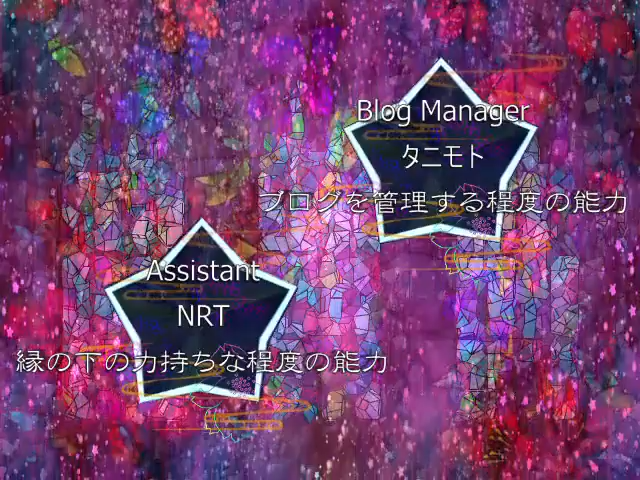 Blog Manager
タニモト
ブログを管理する程度の能力
Assistant
NRT
縁の下の力持ちな程度の能力